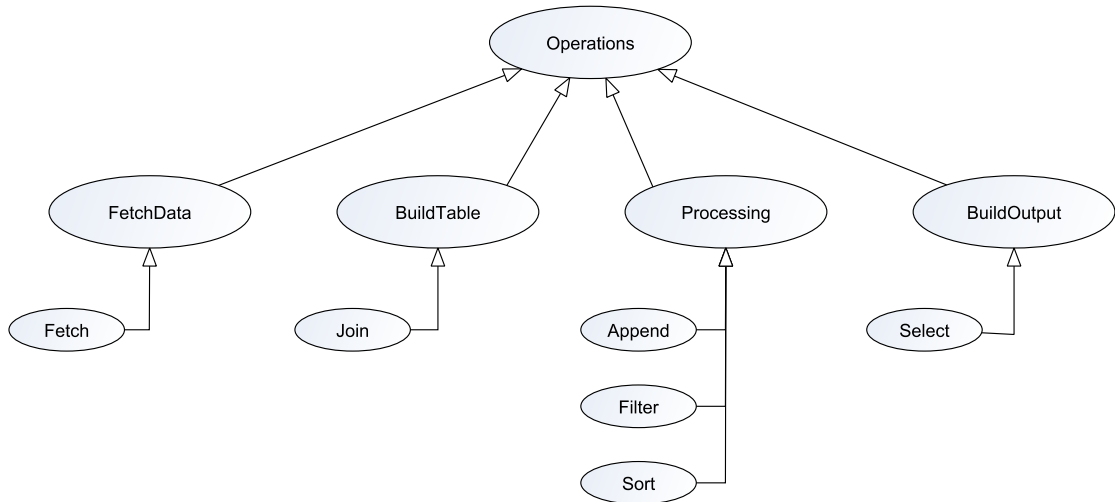 Operations
FetchData
BuildTable
Processing
BuildOutput
Fetch
Join
Append
Select
Filter
Sort